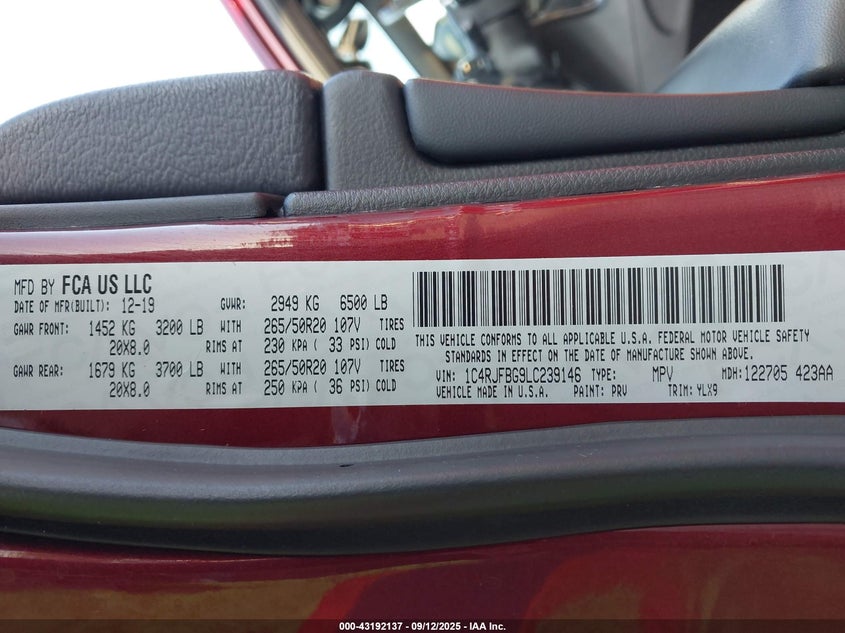 MFD BY FCA US LLC
DATE OF MFR(BUILT): 12-19 GVWR: 2949 KG 6500 LB
GAWR FRONT: 1452 KG 3200 LB WITH 265/50R20 107V TIRES
20X8.0 RIMS AT 230 KPA ( 33 PSI) COLD
GAWR REAR: 1679 KG 3700 LB WITH 265/50R20 107V TIRES
20X8.0 RIMS AT 250 KPA ( 36 PSI) COLD
THIS VEHICLE CONFORMS TO ALL APPLICABLE U.S.A. FEDERAL MOTOR VEHICLE SAFETY
STANDARDS IN EFFECT ON THE DATE OF MANUFACTURE SHOWN ABOVE.
VIN: 1C4RJFBG9LC239146 TYPE: MPV MDH: 122705 423AA
VEHICLE MADE IN U.S.A. PAINT: PRV TRIM: YLX9
000-43192137 - 09/12/2025 - IAA Inc.